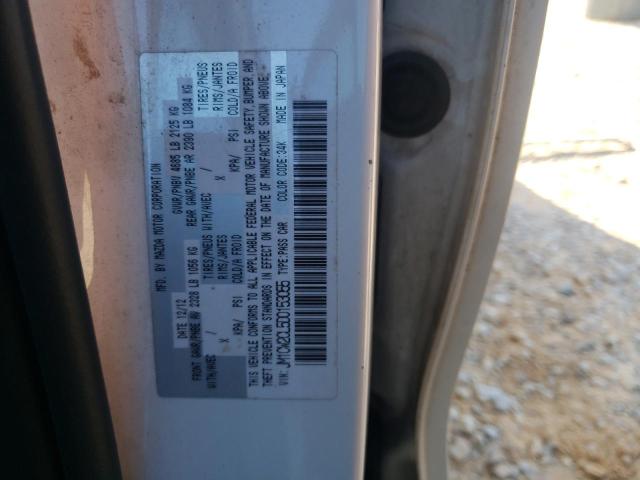 MFD. BY MAZDA MOTOR CORPORATION
DATE 12/12 GVWR/PNBV 4685 LB 2125 KG
FRONT GAWR/PNBE AV 2328 LB 1056 KG REAR GAWR/PNBE AR 2390 LB 1084 KG
WITH/AVEC TIRES/PNEUS WITH/AVEC TIRES/PNEUS
/ X RIMS/JANTES / X RIMS/JANTES
KPA/ PSI COLD/A FROID KPA/ PSI COLD/A FROID
THIS VEHICLE CONFORMS TO ALL APPLICABLE FEDERAL MOTOR VEHICLE SAFETY, BUMPER, AND
THEFT PREVENTION STANDARDS IN EFFECT ON THE DATE OF MANUFACTURE SHOWN ABOVE.
VIN: JM1CW2CL5D0153055 TYPE:PASS CAR COLOR CODE:34K MADE IN JAPAN